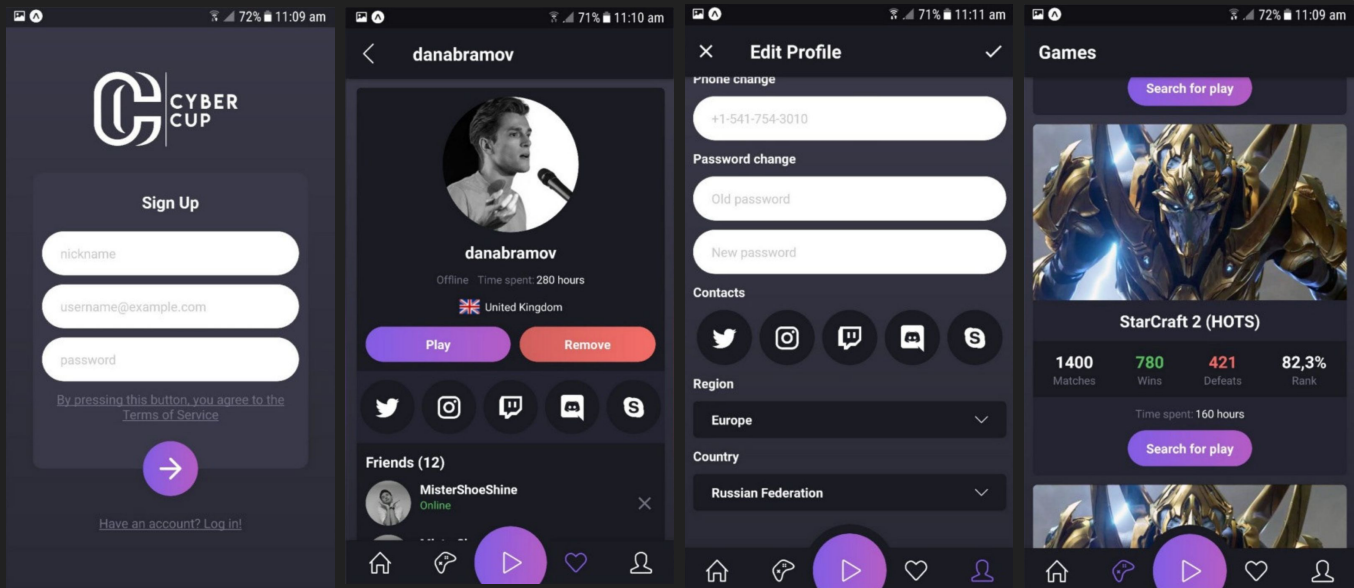 72% 11:09 am
CYBER
CUP
Sign Up
nickname
username@example.com
password
By pressing this button, you agree to the
Terms of Service
Have an account? Log in!
71% 11:10 am
danabramov
danabramov
Offline Time spent: 280 hours
United Kingdom
Play Remove
Friends (12)
MisterShoeShine
Online
71% 11:11 am
Edit Profile
Phone change
+1-541-754-3010
Password change
Old password
New password
Contacts
Region
Europe
Country
Russian Federation
72% 11:09 am
Games
Search for play
StarCraft 2 (HOTS)
1400 780 421 82,3%
Matches Wins Defeats Rank
Time spent: 160 hours
Search for play